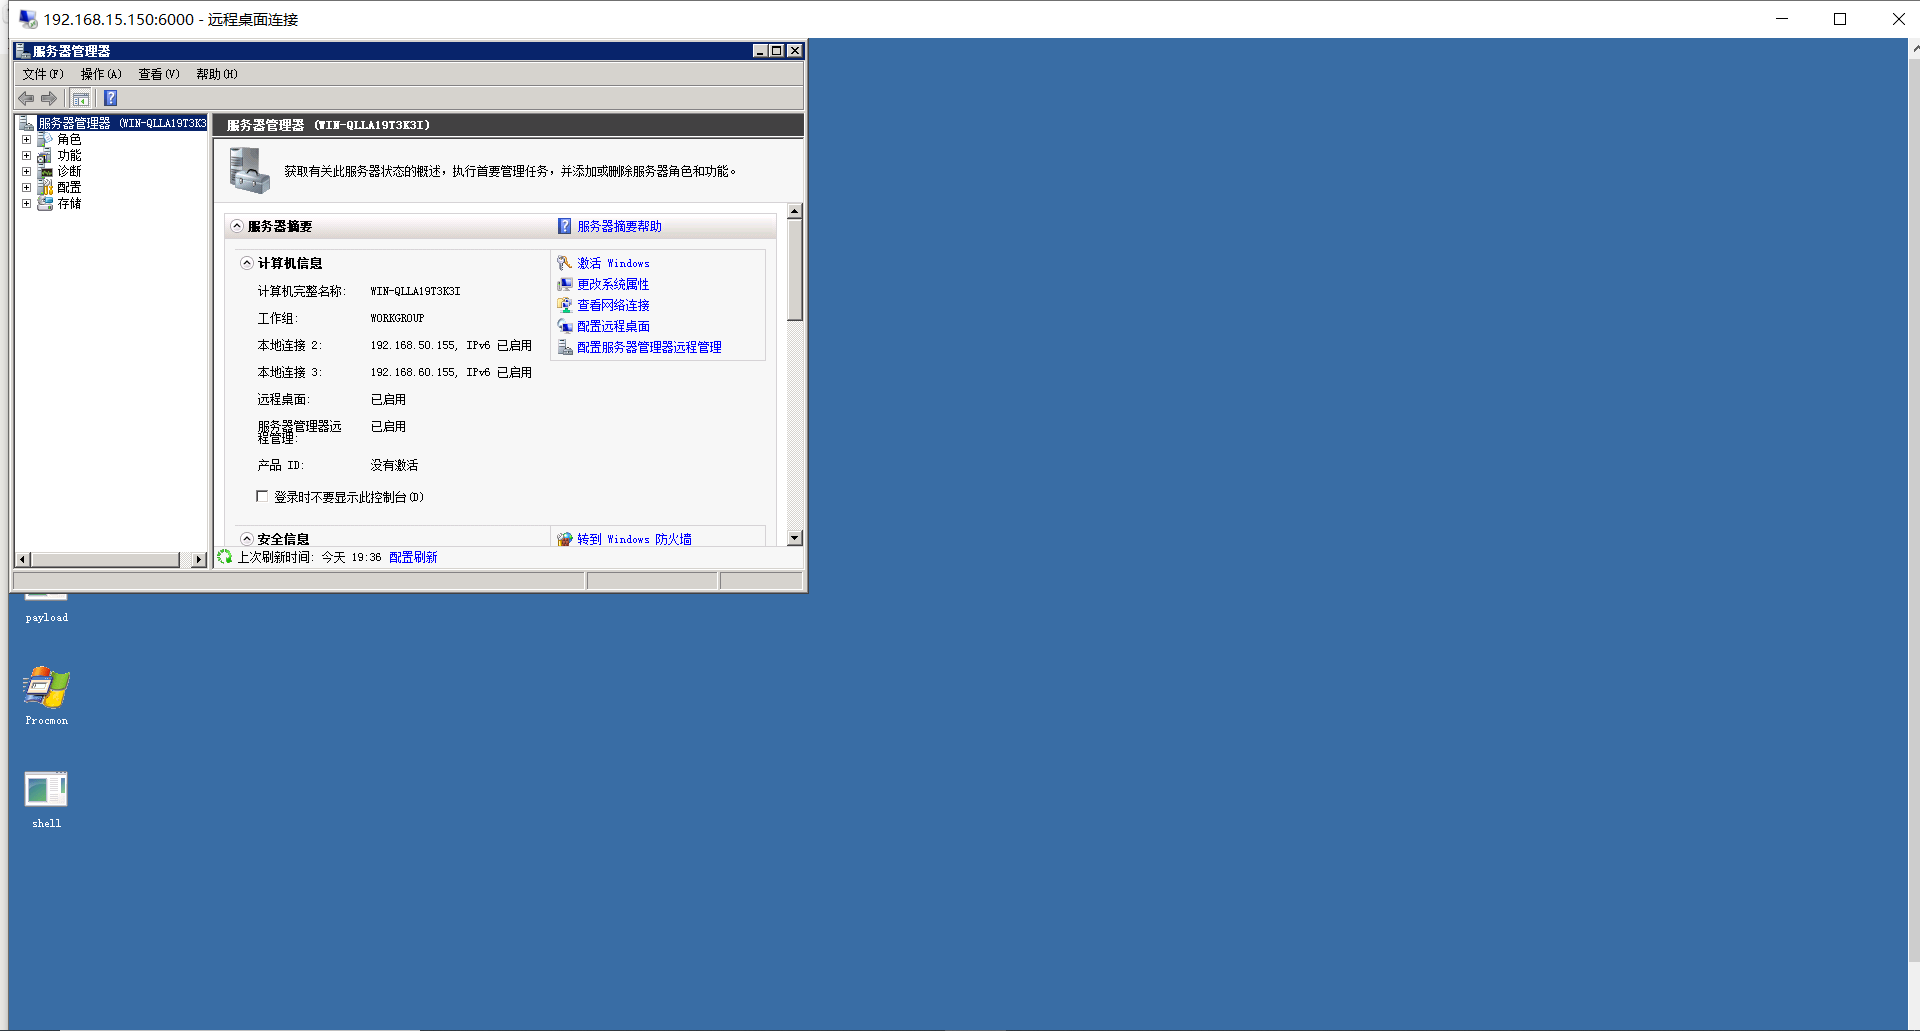 192.168.15.150:6000 - 远程桌面连接
服务器管理器
文件(F) 操作(A) 查看(V) 帮助(H)
服务器管理器 (WIN-QLLA19T3K3
角色
功能
诊断
配置
存储
服务器管理器 (WIN-QLLA19T3K3I)
获取有关此服务器状态的概述，执行首要管理任务，并添加或删除服务器角色和功能。
服务器摘要
服务器摘要帮助
计算机信息
计算机完整名称: WIN-QLLA19T3K3I
工作组: WORKGROUP
本地连接 2: 192.168.50.155, IPv6 已启用
本地连接 3: 192.168.60.155, IPv6 已启用
远程桌面: 已启用
服务器管理器远
程管理: 已启用
产品 ID: 没有激活
登录时不要显示此控制台(D)
激活 Windows
更改系统属性
查看网络连接
配置远程桌面
配置服务器管理器远程管理
安全信息
转到 Windows 防火墙
上次刷新时间: 今天 19:36 配置刷新
payload
Procmon
shell